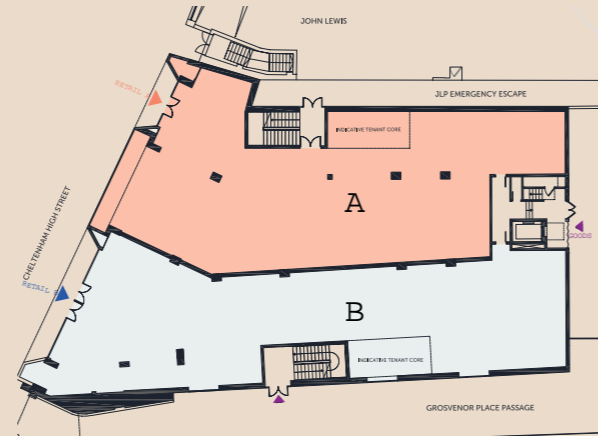 JOHN LEWIS
RETAIL
JLP EMERGENCY ESCAPE
INDICATIVE TENANT CORE
CHELTENHAM HIGH STREET
A
GOODS
RETAIL
B
INDICATIVE TENANT CORE
GROSVENOR PLACE PASSAGE